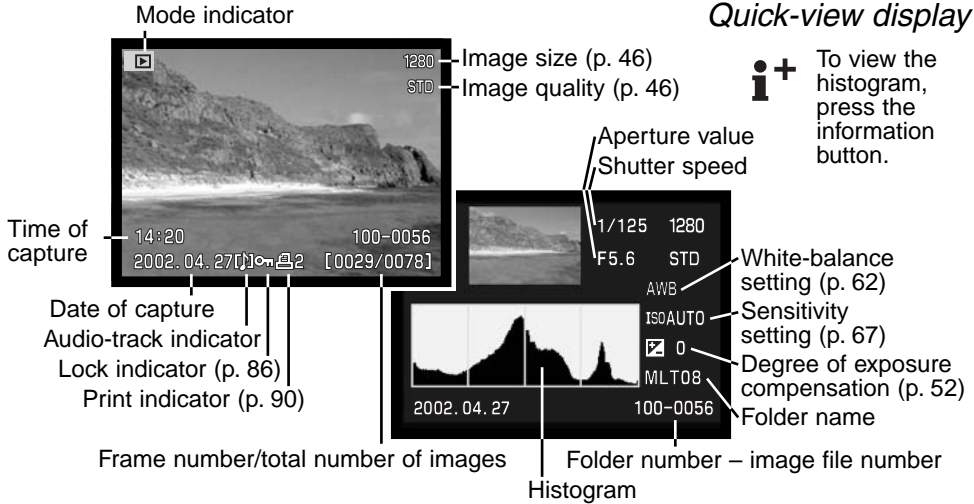 Mode indicator
Quick-view display
1280
STD
Image size (p. 46)
Image quality (p. 46)
i+
To view the
histogram,
press the
information
button.
Aperture value
Shutter speed
Time of
capture
14:20
100-0056
2002.04.27
2
[0029/0078]
1/125
1280
F5.6
STD
AWB
ISO AUTO
0
MLT08
2002.04.27
100-0056
White-balance
setting (p. 62)
Sensitivity
setting (p. 67)
Degree of exposure
compensation (p. 52)
Folder name
Date of capture
Audio-track indicator
Lock indicator (p. 86)
Print indicator (p. 90)
Frame number/total number of images
Folder number – image file number
Histogram